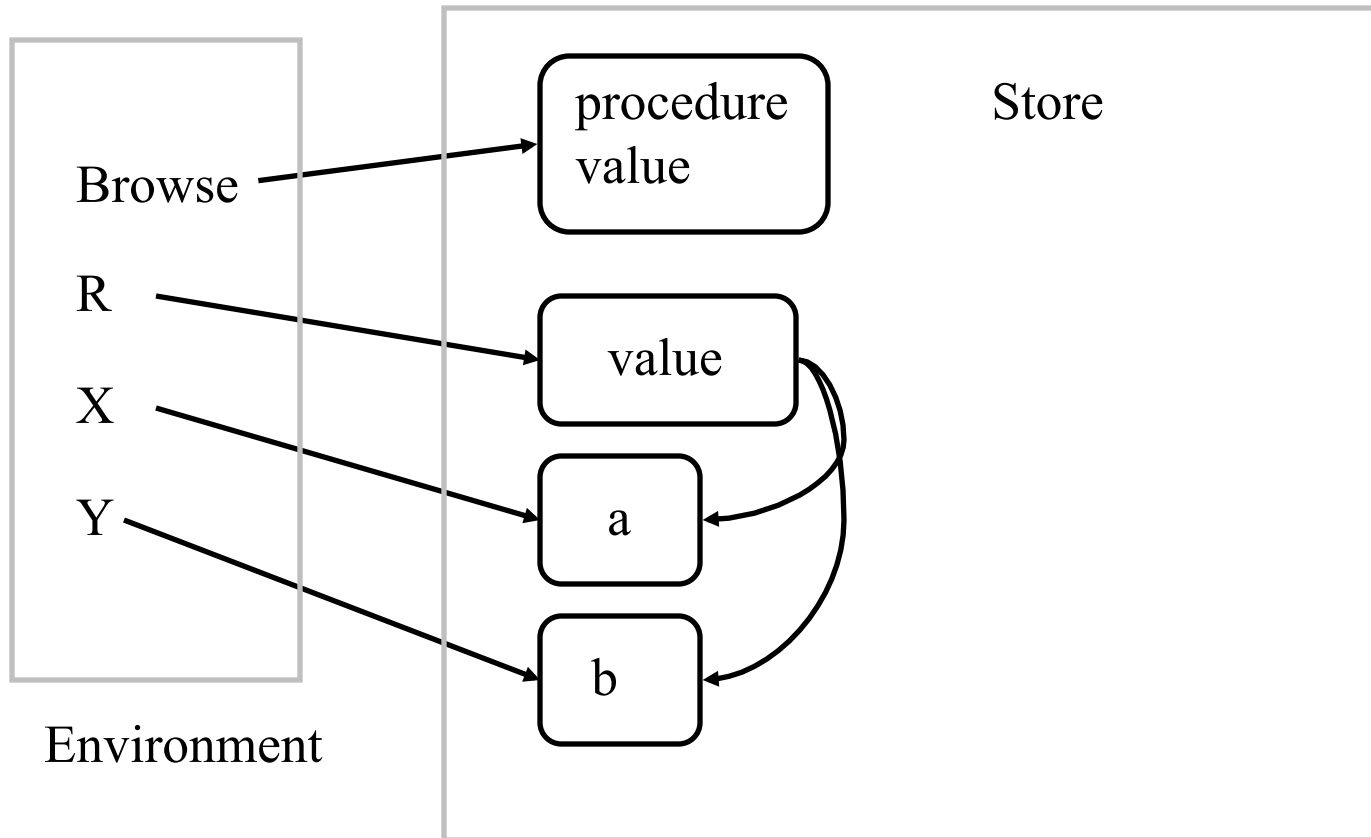 procedure
value
Store
Browse
R
value
X
a
Y
b
Environment